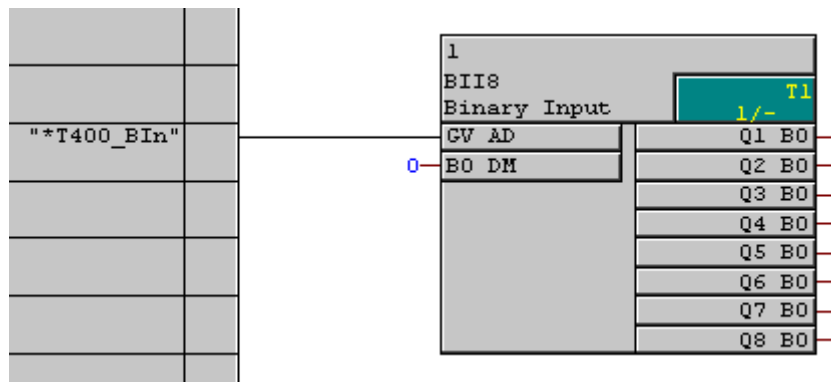 1
BII8
Binary Input
T1
1/-
"*T400_BIn"
GV AD
Q1 BO
0
BO DM
Q2 BO
Q3 BO
Q4 BO
Q5 BO
Q6 BO
Q7 BO
Q8 BO